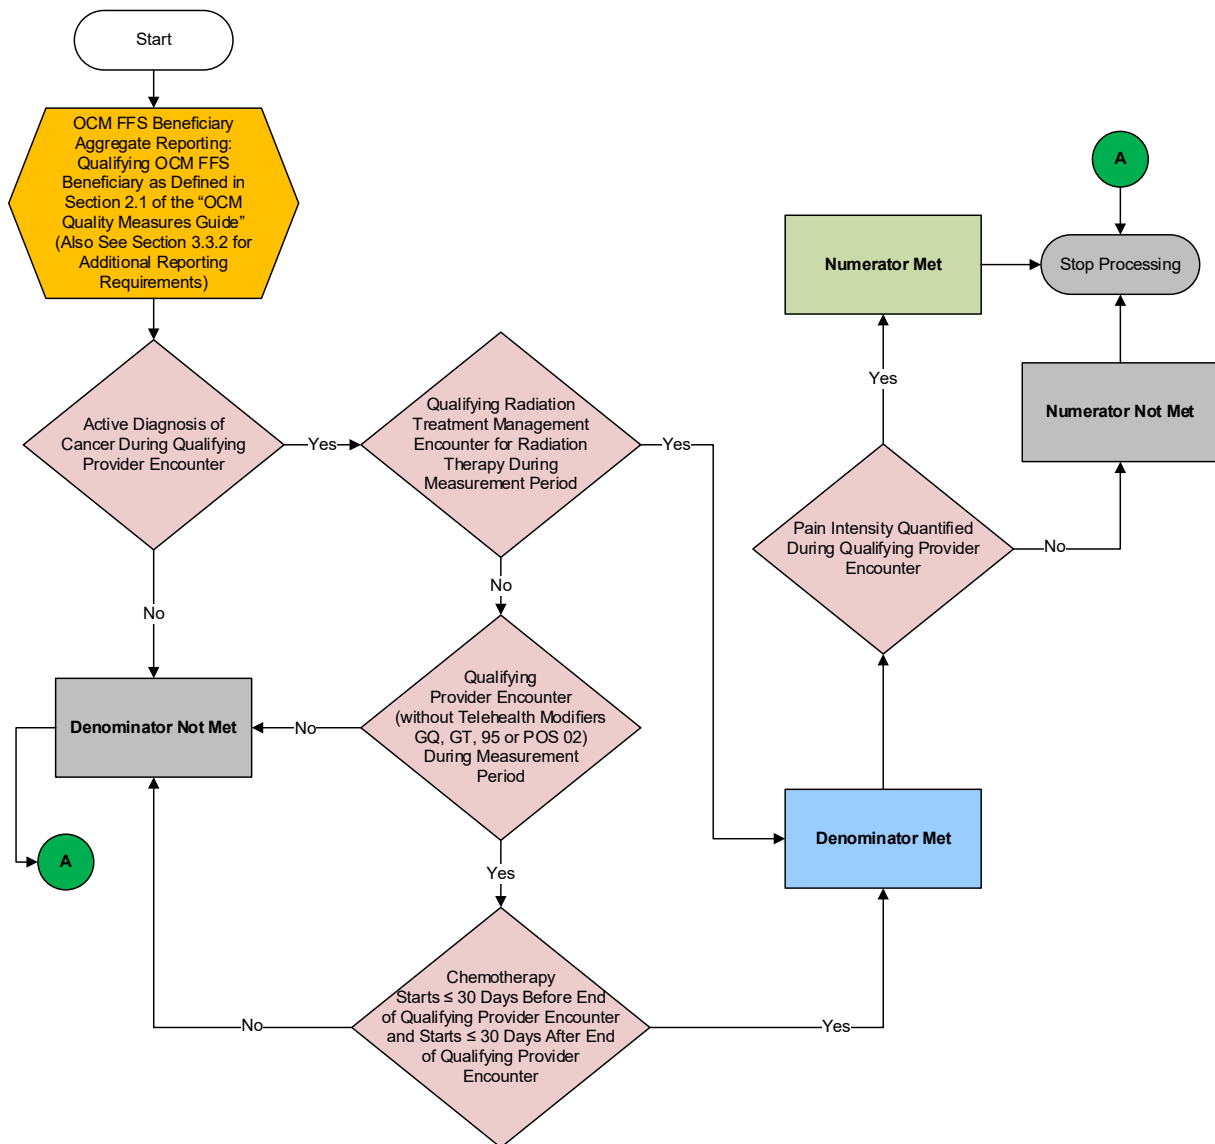 Start
OCM FFS Beneficiary
Aggregate Reporting:
Qualifying OCM FFS
Beneficiary as Defined in
Section 2.1 of the “OCM
Quality Measures Guide”
(Also See Section 3.3.2 for
Additional Reporting
Requirements)
Active Diagnosis of
Cancer During Qualifying
Provider Encounter
Yes
No
Qualifying Radiation
Treatment Management
Encounter for Radiation
Therapy During
Measurement Period
Yes
No
Qualifying
Provider Encounter
(without Telehealth Modifiers
GQ, GT, 95 or POS 02)
During Measurement
Period
No
Yes
Denominator Not Met
A
Chemotherapy
Starts ≤ 30 Days Before End
of Qualifying Provider Encounter
and Starts ≤ 30 Days After End
of Qualifying Provider
Encounter
No
Yes
Denominator Met
Pain Intensity Quantified
During Qualifying Provider
Encounter
Yes
No
Numerator Met
Numerator Not Met
A
Stop Processing